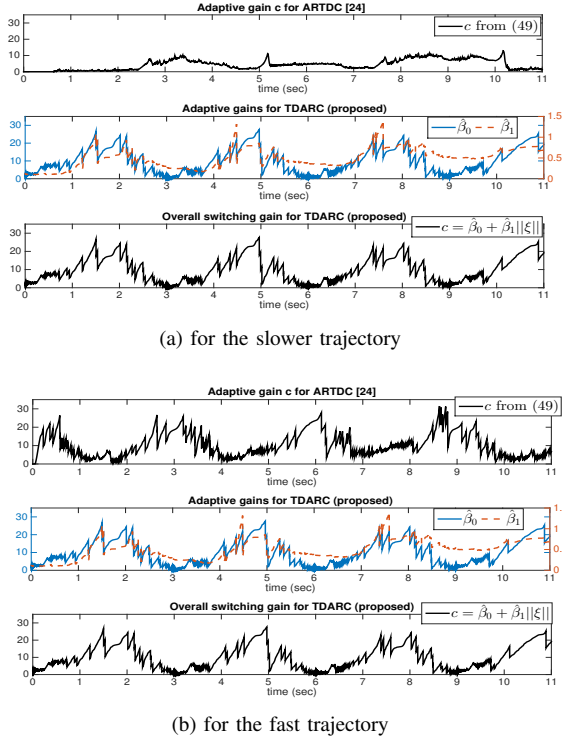 Adaptive gain c for ARTDC [24]
c from (49)
30
20
10
0
0 1 2 3 4 5 6 7 8 9 10 11
time (sec)
Adaptive gains for TDARC (proposed)
β̂₀ β̂₁
30
20
10
0
1.5
1
0.5
0
0 1 2 3 4 5 6 7 8 9 10 11
time (sec)
Overall switching gain for TDARC (proposed)
c = β̂₀ + β̂₁||ξ||
30
20
10
0
0 1 2 3 4 5 6 7 8 9 10 11
time (sec)
(a) for the slower trajectory
Adaptive gain c for ARTDC [24]
c from (49)
30
20
10
0
0 1 2 3 4 5 6 7 8 9 10 11
time (sec)
Adaptive gains for TDARC (proposed)
β̂₀ β̂₁
30
20
10
0
1.
1
0.
0
0 1 2 3 4 5 6 7 8 9 10 11
time (sec)
Overall switching gain for TDARC (proposed)
c = β̂₀ + β̂₁||ξ||
30
20
10
0
0 1 2 3 4 5 6 7 8 9 10 11
time (sec)
(b) for the fast trajectory